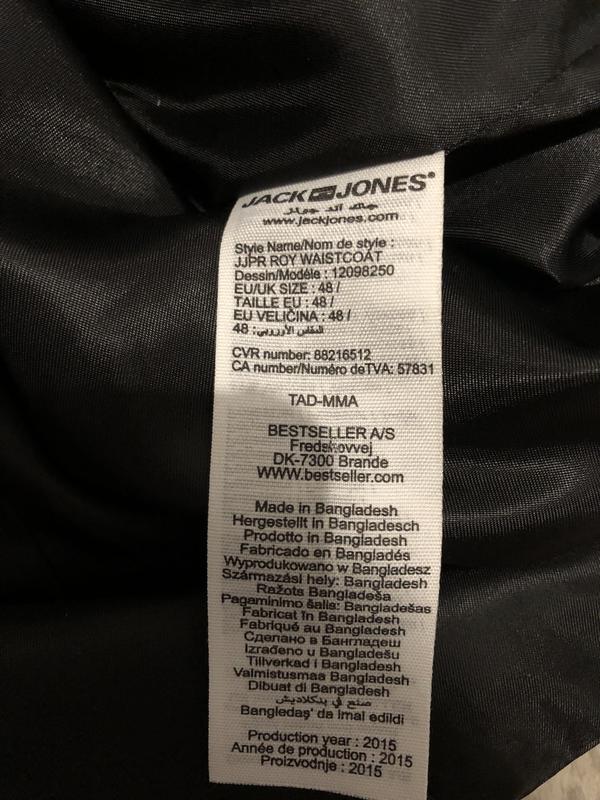 JACK JONES®
جاك اند جونز
www.jackjones.com
Style Name/Nom de style :
JJPR ROY WAISTCOAT
Dessin/Modèle : 12098250
EU/UK SIZE : 48 /
TAILLE EU : 48 /
EU VELIČINA : 48 /
المقاس الأوروبي: 48
CVR number: 88216512
CA number/Numéro deTVA: 57831
TAD-MMA
BESTSELLER A/S
Fredskovvej
DK-7300 Brande
WWW.bestseller.com
Made in Bangladesh
Hergestellt in Bangladesch
Prodotto in Bangladesh
Fabricado en Bangladés
Wyprodukowano w Bangladesz
Származási hely: Bangladesh
Ražots Bangladeša
Pagaminimo šalis: Bangladešas
Fabricat în Bangladesh
Fabriqué au Bangladesh
Сделано в Бангладеш
Izrađeno u Bangladešu
Tillverkad i Bangladesh
Valmistusmaa Bangladesh
Dibuat di Bangladesh
صنع في بنكلاديش
Bangledaş' da imal edildi
Production year : 2015
Année de production : 2015
Proizvodnje : 2015